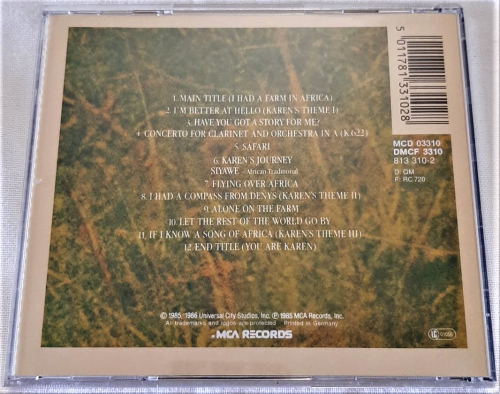 1. MAIN TITLE (I HAD A FARM IN AFRICA)
2. I'M BETTER AT HELLO (KAREN'S THEME I)
3. HAVE YOU GOT A STORY FOR ME?
4. CONCERTO FOR CLARINET AND ORCHESTRA IN A (K.622)
5. SAFARI
6. KAREN'S JOURNEY
SIYAWE - African Traditional
7. FLYING OVER AFRICA
8. I HAD A COMPASS FROM DENYS (KAREN'S THEME II)
9. ALONE ON THE FARM
10. LET THE REST OF THE WORLD GO BY
11. IF I KNOW A SONG OF AFRICA (KAREN'S THEME III)
12. END TITLE (YOU ARE KAREN)
© 1985, 1986 Universal City Studios, Inc. ℗ 1985 MCA Records, Inc.
All trademarks and logos are protected Printed in Germany
MCA RECORDS
5 011781 331028
MCD 03310
DMCF 3310
813 310-2
D: GM
F: RC 720